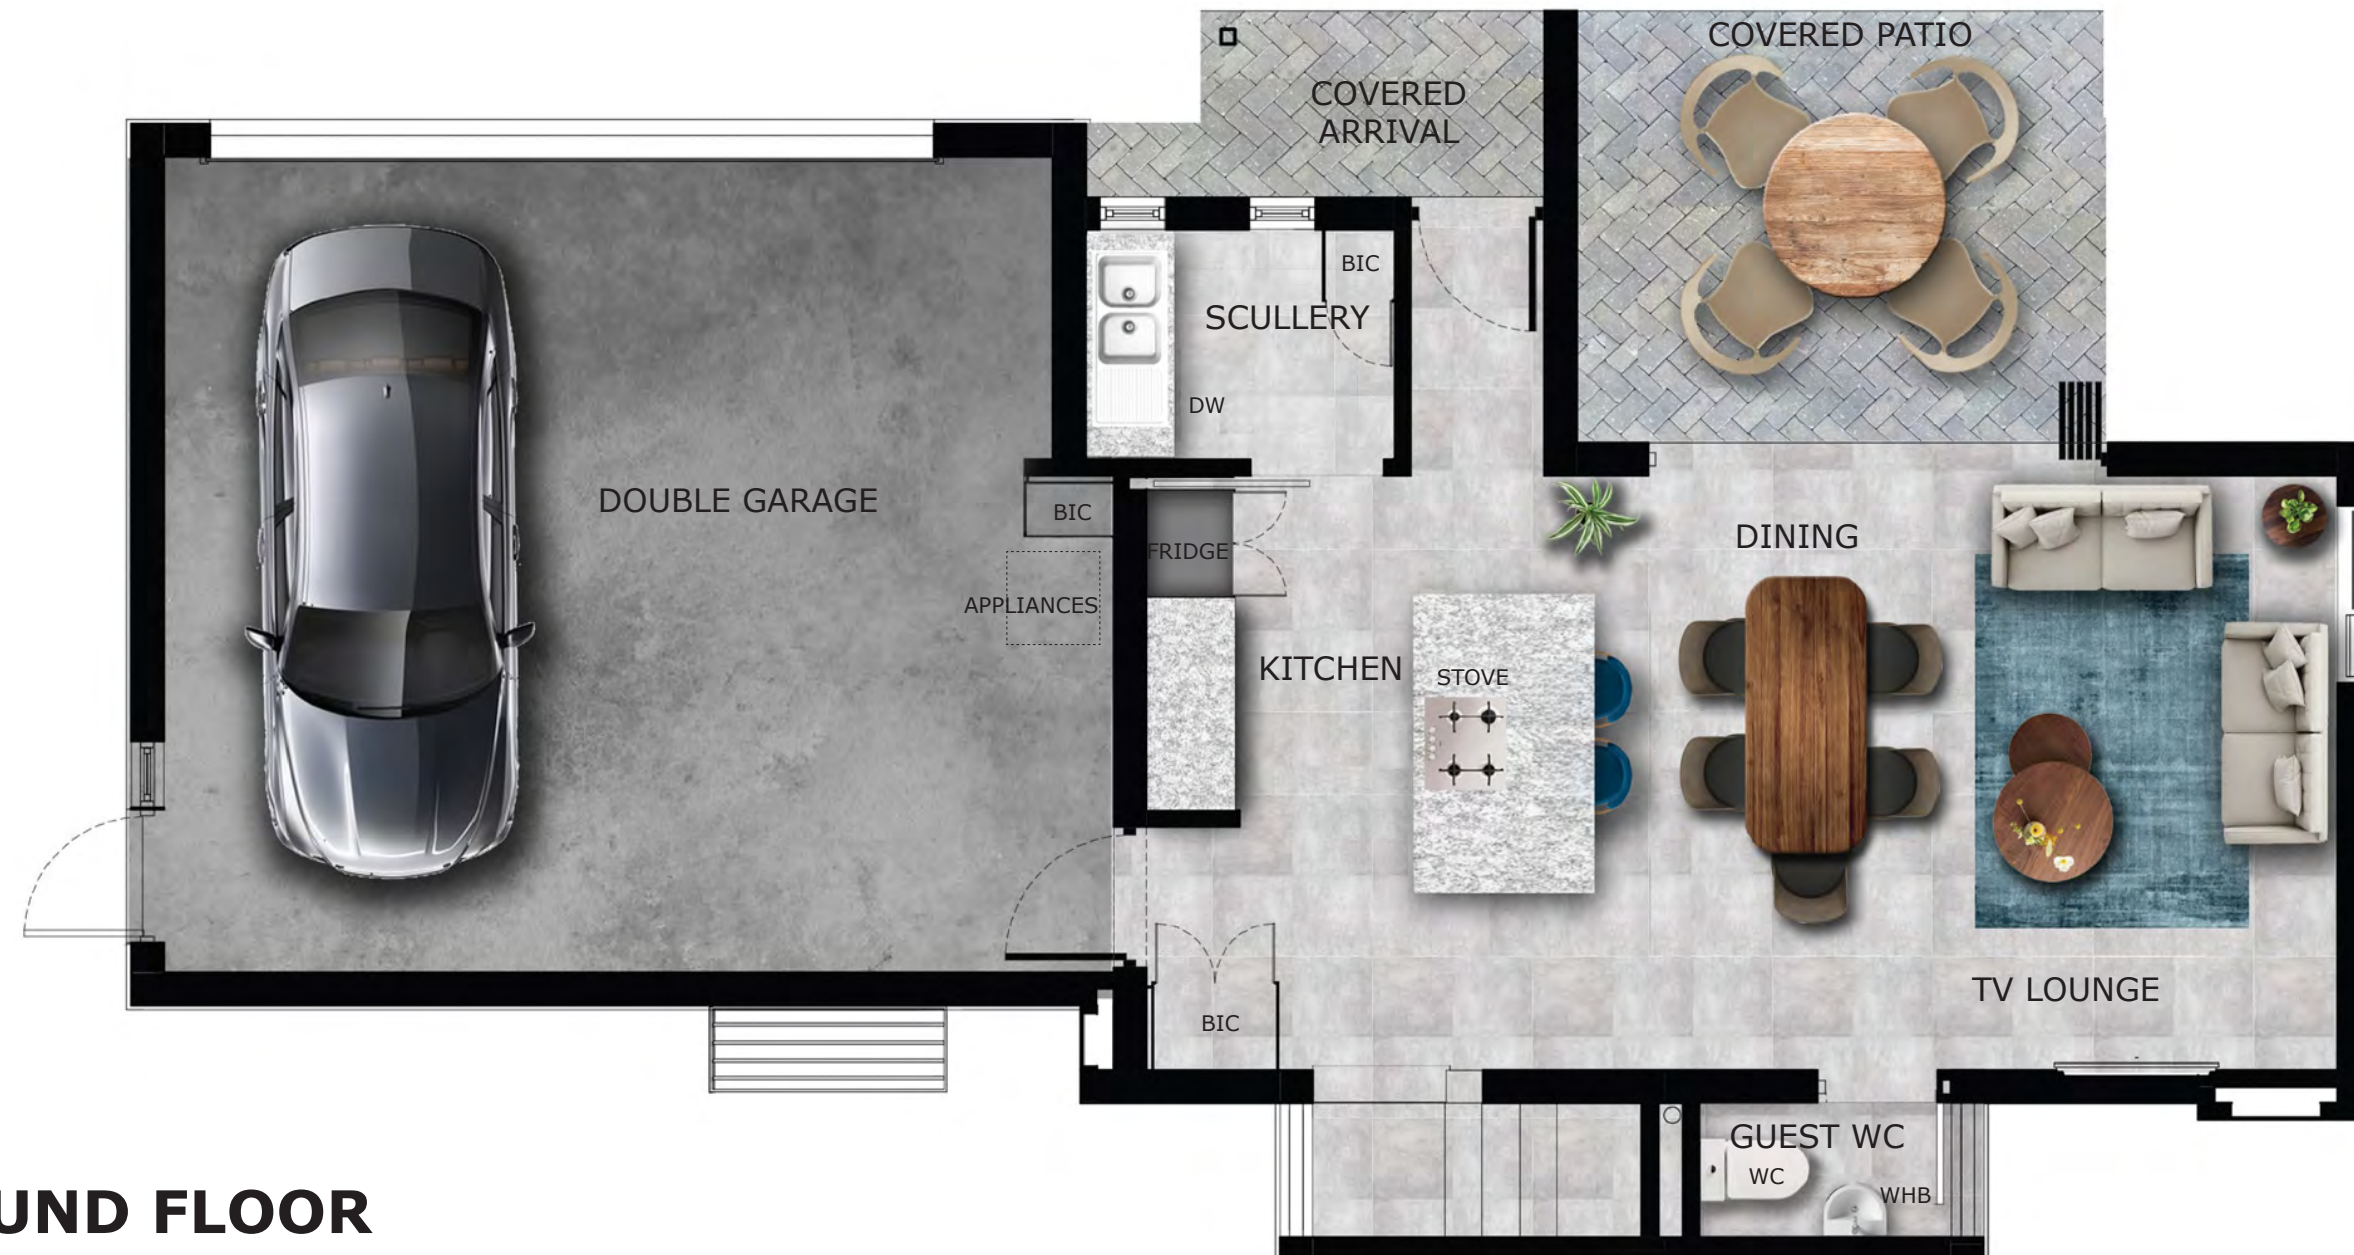 COVERED PATIO
COVERED
ARRIVAL
BIC
SCULLERY
DW
DOUBLE GARAGE
BIC
FRIDGE
APPLIANCES
DINING
KITCHEN
STOVE
TV LOUNGE
BIC
GUEST WC
WC
WHB
UND FLOOR